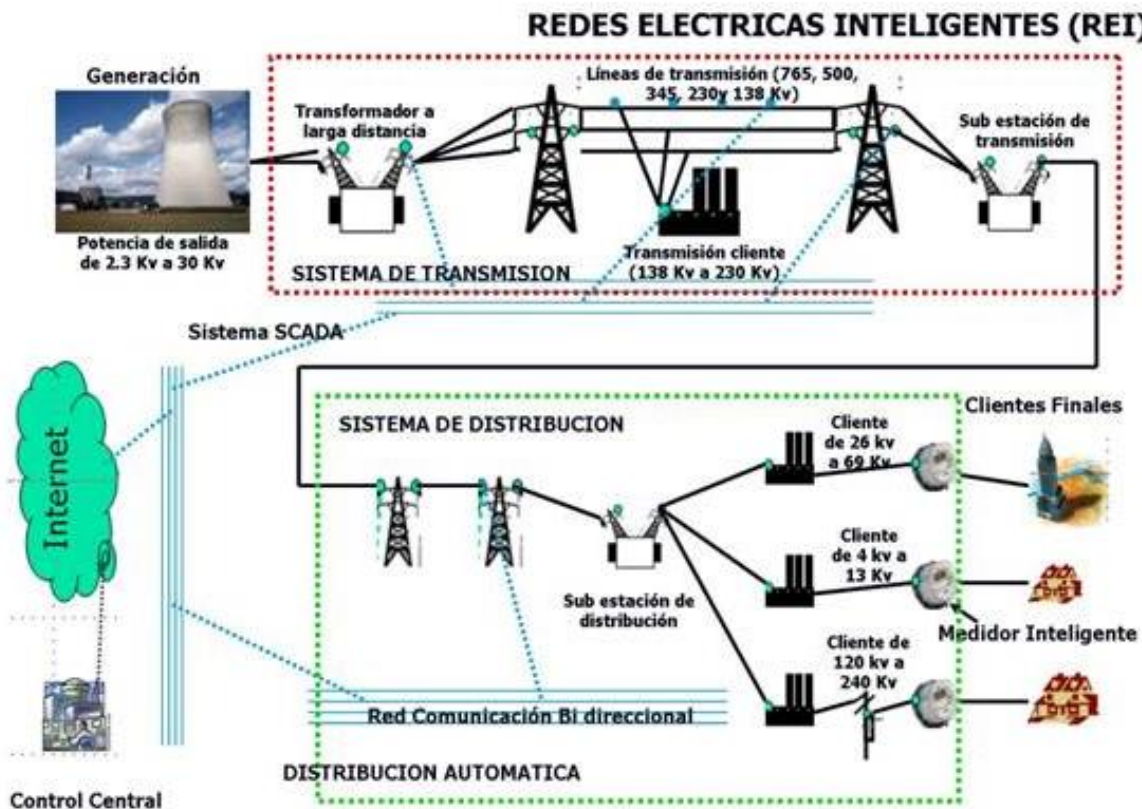 REDES ELECTRICAS INTELIGENTES (REI)
Generación
Transformador a
larga distancia
Líneas de transmisión (765, 500,
345, 230y 138 Kv)
Sub estación de
transmisión
Potencia de salida
de 2.3 Kv a 30 Kv
Transmisión cliente
(138 Kv a 230 Kv)
SISTEMA DE TRANSMISION
Sistema SCADA
Internet
SISTEMA DE DISTRIBUCION
Cliente
de 26 kv
a 69 Kv
Clientes Finales
Cliente
de 4 kv a
13 Kv
Sub estación de
distribución
Medidor Inteligente
Cliente de
120 kv a
240 Kv
Red Comunicación Bi direccional
DISTRIBUCION AUTOMATICA
Control Central